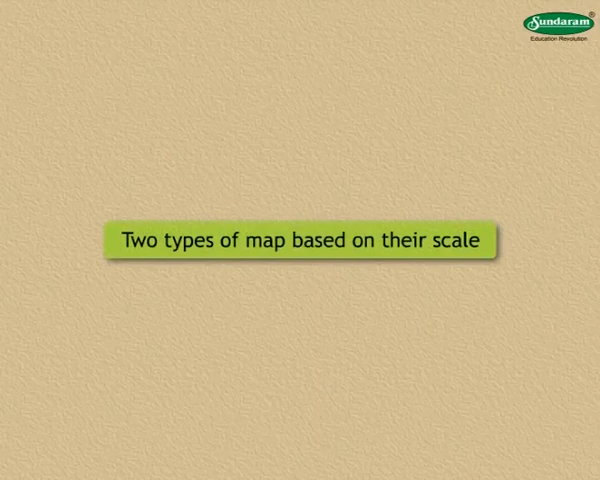 Sundaram®
Education Revolution
Two types of map based on their scale